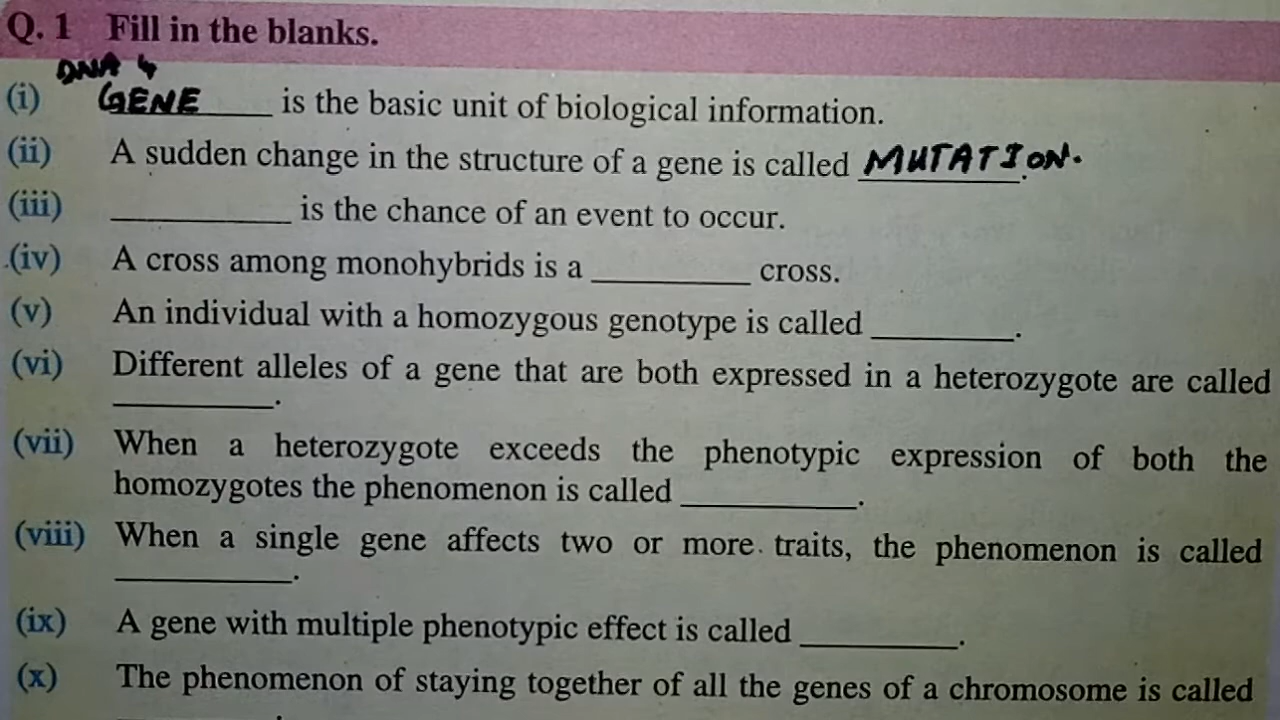 Q. 1 Fill in the blanks.
DNA &
(i) GENE is the basic unit of biological information.
(ii) A sudden change in the structure of a gene is called MUTATION.
(iii) __________ is the chance of an event to occur.
(iv) A cross among monohybrids is a __________ cross.
(v) An individual with a homozygous genotype is called __________.
(vi) Different alleles of a gene that are both expressed in a heterozygote are called
__________.
(vii) When a heterozygote exceeds the phenotypic expression of both the
homozygotes the phenomenon is called __________.
(viii) When a single gene affects two or more traits, the phenomenon is called
__________.
(ix) A gene with multiple phenotypic effect is called __________.
(x) The phenomenon of staying together of all the genes of a chromosome is called
__________.